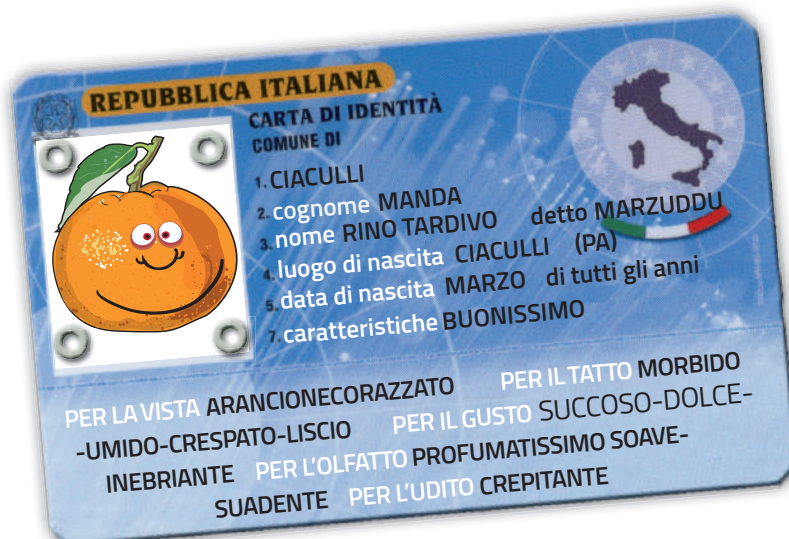 REPUBBLICA ITALIANA
CARTA DI IDENTITÀ
COMUNE DI
1. CIACULLI
2. cognome MANDA
3. nome RINO TARDIVO detto MARZUDDU
4. luogo di nascita CIACULLI (PA)
5. data di nascita MARZO di tutti gli anni
7. caratteristiche BUONISSIMO
PER LA VISTA ARANCIONECORAZZATO PER IL TATTO MORBIDO
-UMIDO-CRESPATO-LISCIO PER IL GUSTO SUCCOSO-DOLCE-
INEBRIANTE PER L'OLFATTO PROFUMATISSIMO SOAVE-
SUADENTE PER L'UDITO CREPITANTE